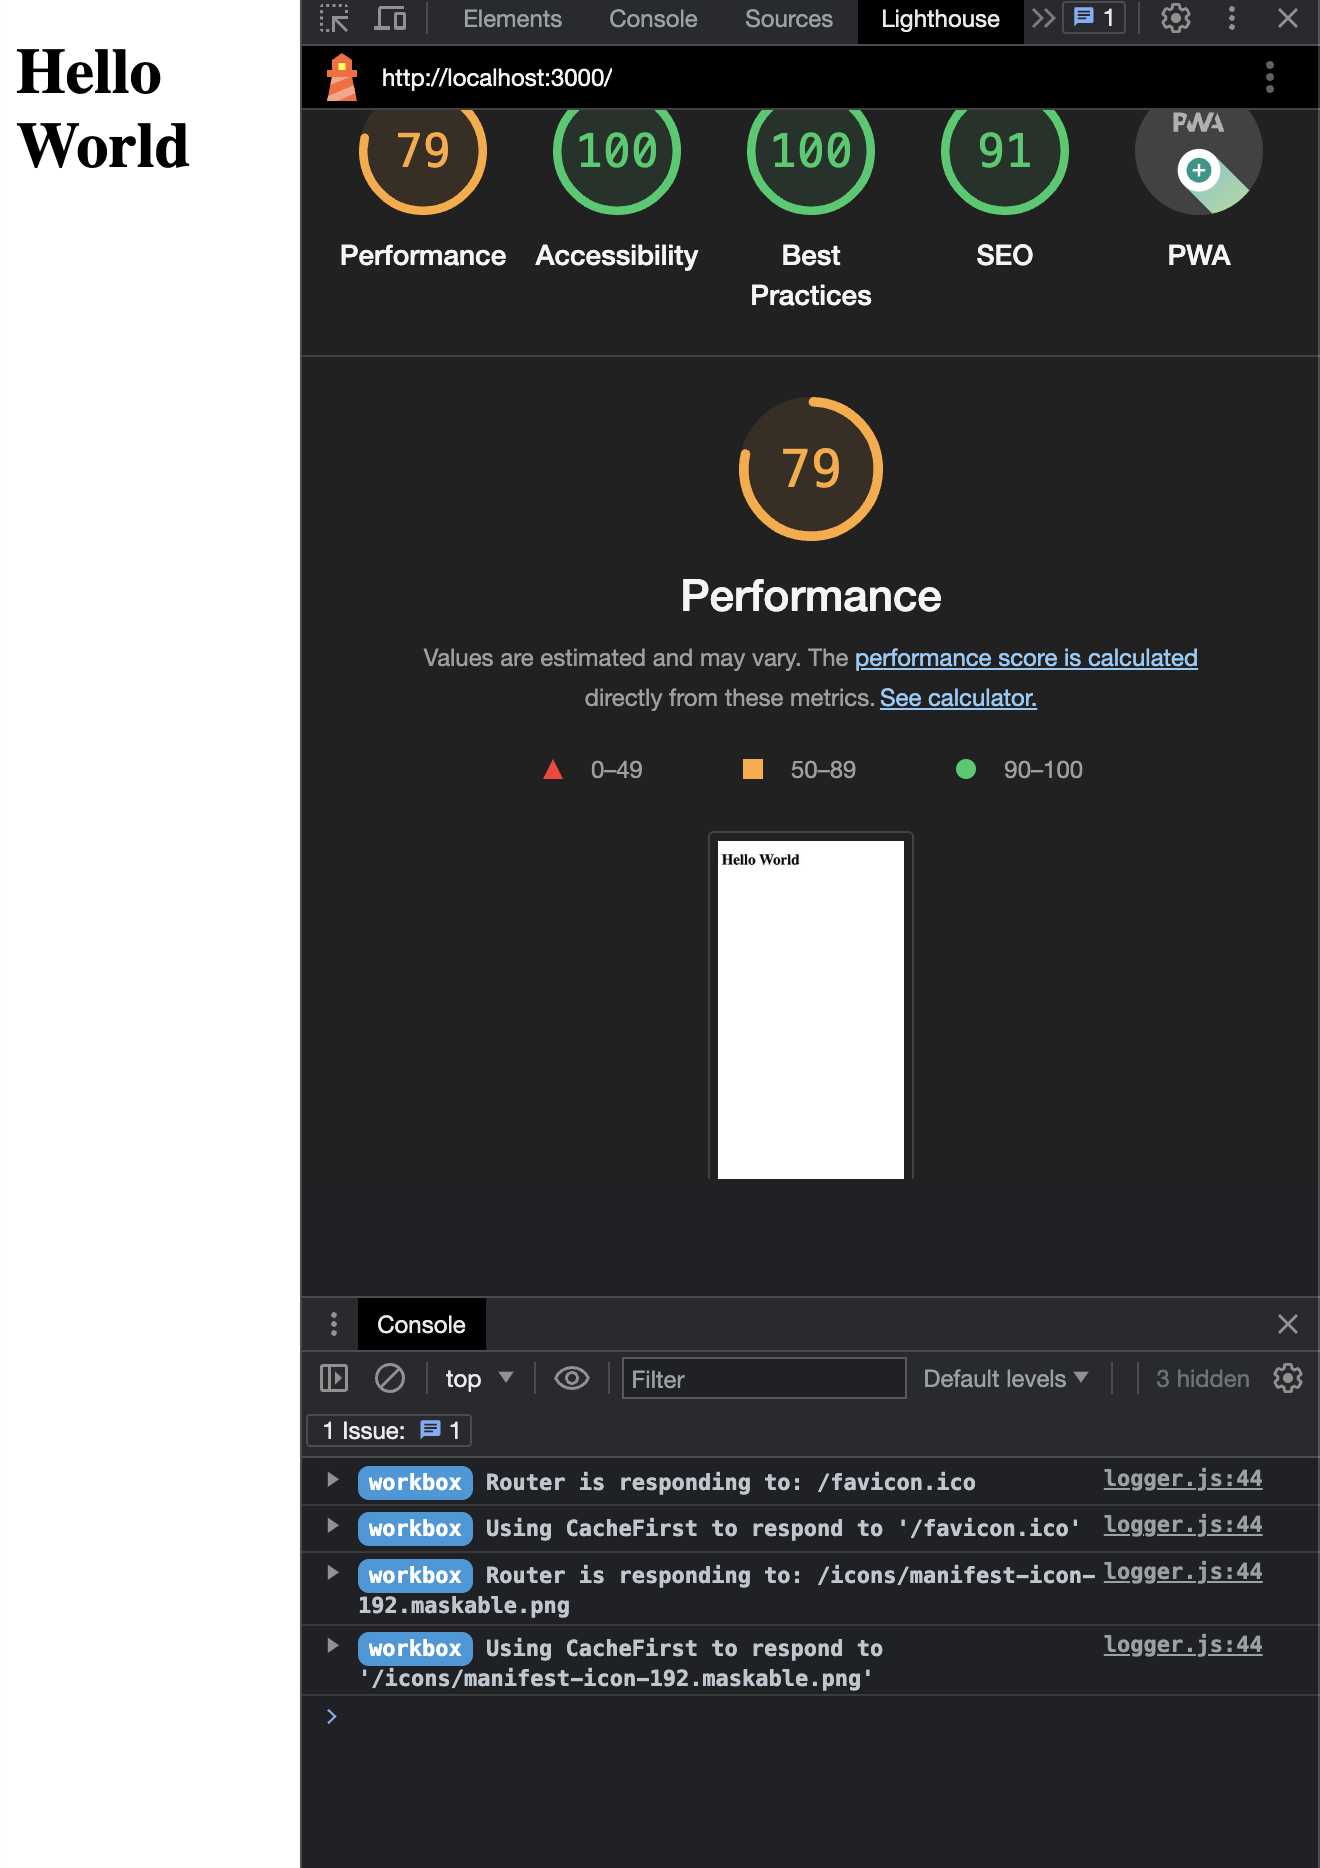 Hello
World
Elements Console Sources Lighthouse 1
http://localhost:3000/
79 100 100 91 PWA
Performance Accessibility Best Practices SEO PWA
79
Performance
Values are estimated and may vary. The performance score is calculated
directly from these metrics. See calculator.
0–49 50–89 90–100
Hello World
Console
top Filter Default levels 3 hidden
1 Issue: 1
workbox Router is responding to: /favicon.ico logger.js:44
workbox Using CacheFirst to respond to '/favicon.ico' logger.js:44
workbox Router is responding to: /icons/manifest-icon- logger.js:44
192.maskable.png
workbox Using CacheFirst to respond to logger.js:44
'/icons/manifest-icon-192.maskable.png'